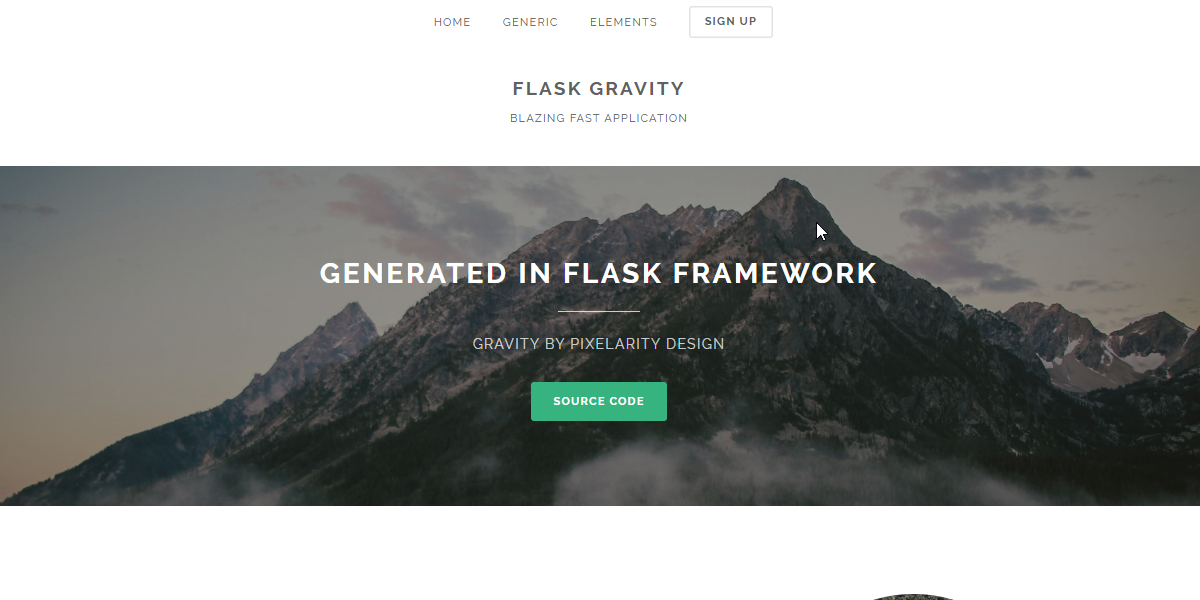 HOME GENERIC ELEMENTS SIGN UP
FLASK GRAVITY
BLAZING FAST APPLICATION
GENERATED IN FLASK FRAMEWORK
GRAVITY BY PIXELARITY DESIGN
SOURCE CODE